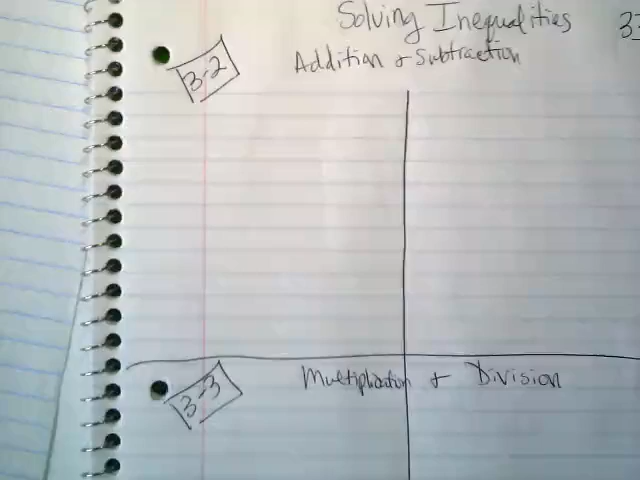 Solving Inequalities
3-2
Addition & Subtraction
3-3
Multiplication & Division